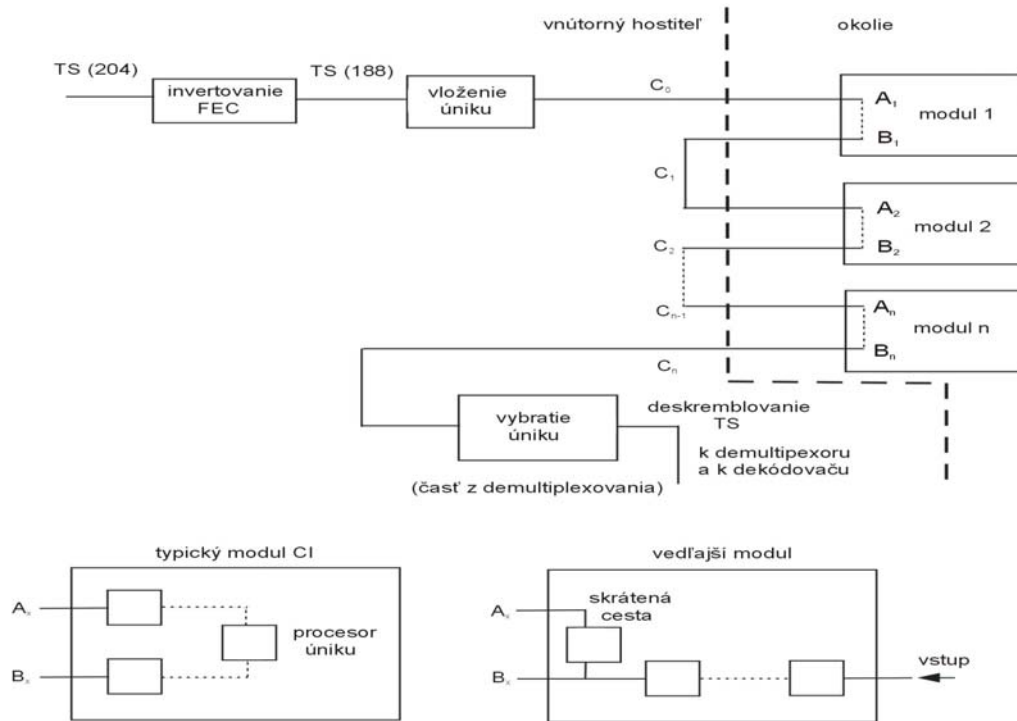 vnútorný hostiteľ
okolie
TS (204)
invertovanie
FEC
TS (188)
vloženie
úniku
C₀
A₁
modul 1
B₁
C₁
A₂
modul 2
B₂
C₂
Cₙ₋₁
Aₙ
modul n
Bₙ
Cₙ
vybratie
úniku
deskremblovanie
TS
k demultipexoru
a k dekódovaču
(časť z demultiplexovania)
typický modul CI
Aₓ
procesor
úniku
Bₓ
vedľajší modul
Aₓ
skrátená
cesta
Bₓ
vstup